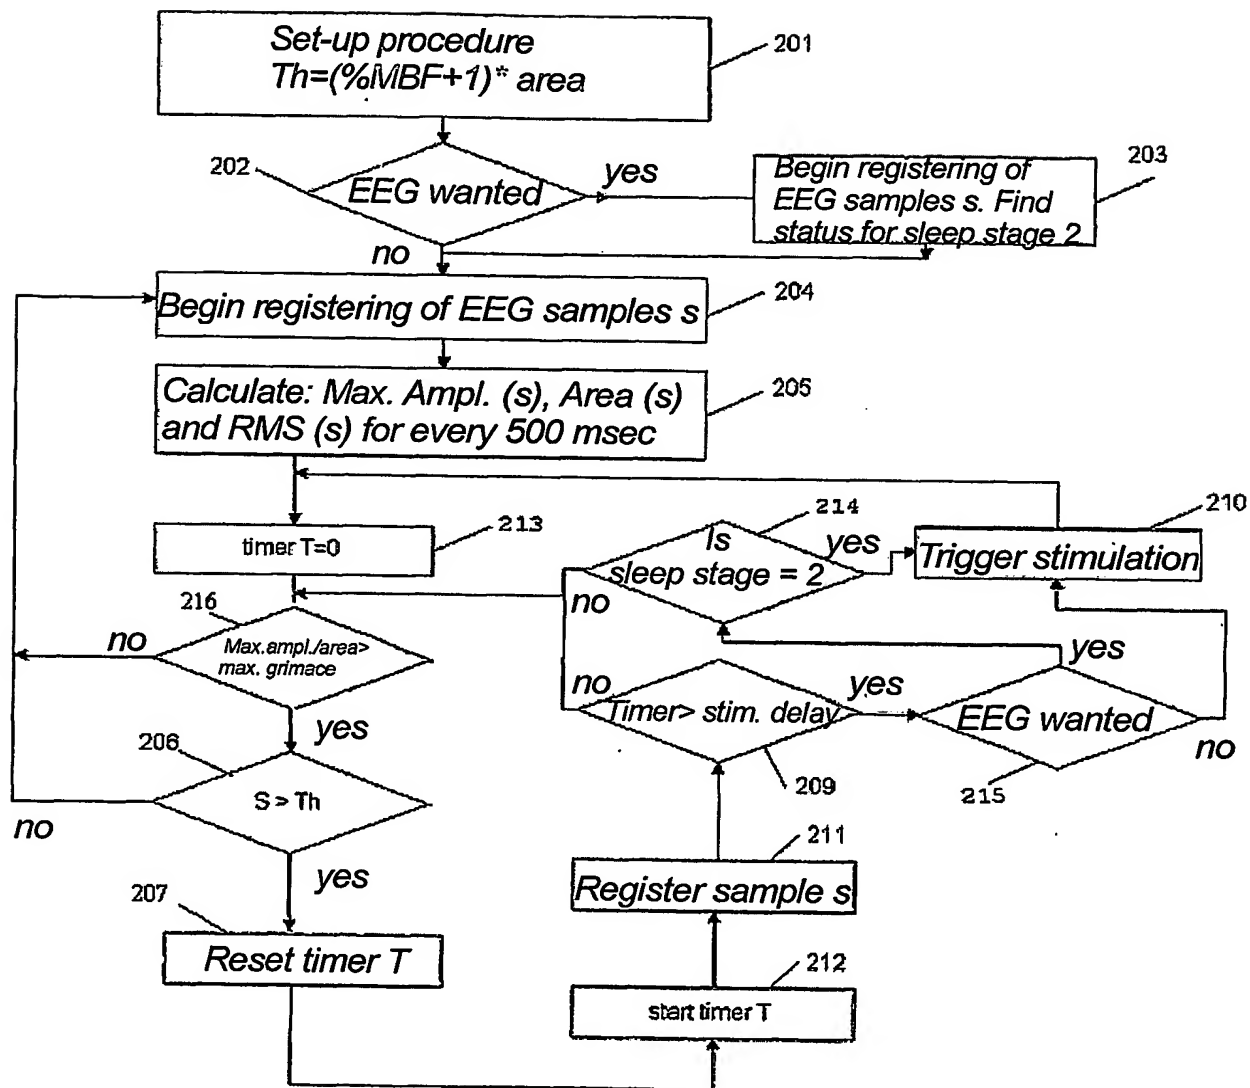 Set-up procedure
Th=(%MBF+1)* area
201
202
EEG wanted
yes
no
Begin registering of
EEG samples s. Find
status for sleep stage 2
203
Begin registering of EEG samples s
204
Calculate: Max. Ampl. (s), Area (s)
and RMS (s) for every 500 msec
205
timer T=0
213
214
Is
sleep stage = 2
yes
no
210
Trigger stimulation
216
Max.ampl./area>
max. grimace
no
yes
no
Timer> stim. delay
yes
209
yes
EEG wanted
no
215
206
S > Th
no
yes
211
Register sample s
207
Reset timer T
212
start timer T